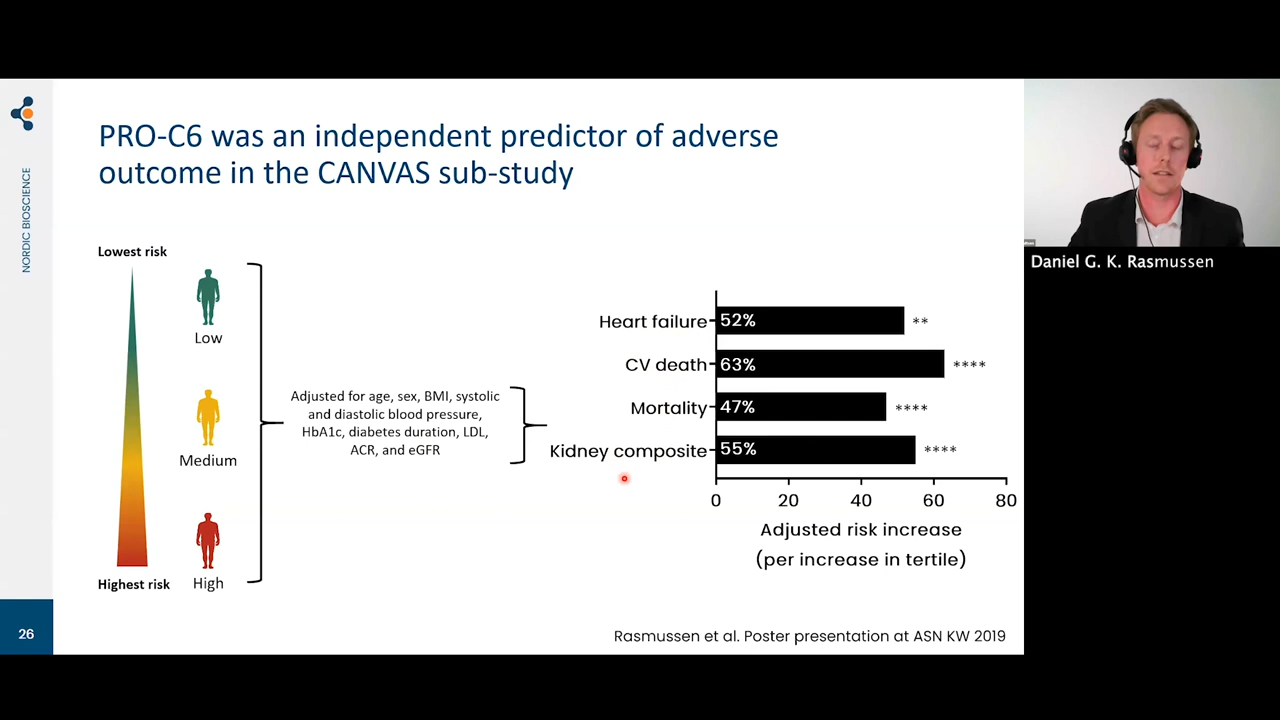 PRO-C6 was an independent predictor of adverse
outcome in the CANVAS sub-study
NORDIC BIOSCIENCE
Lowest risk
Low
Medium
High
Highest risk
Adjusted for age, sex, BMI, systolic
and diastolic blood pressure,
HbA1c, diabetes duration, LDL,
ACR, and eGFR
Heart failure 52% **
CV death 63% ****
Mortality 47% ****
Kidney composite 55% ****
0 20 40 60 80
Adjusted risk increase
(per increase in tertile)
26
Rasmussen et al. Poster presentation at ASN KW 2019
Daniel G. K. Rasmussen